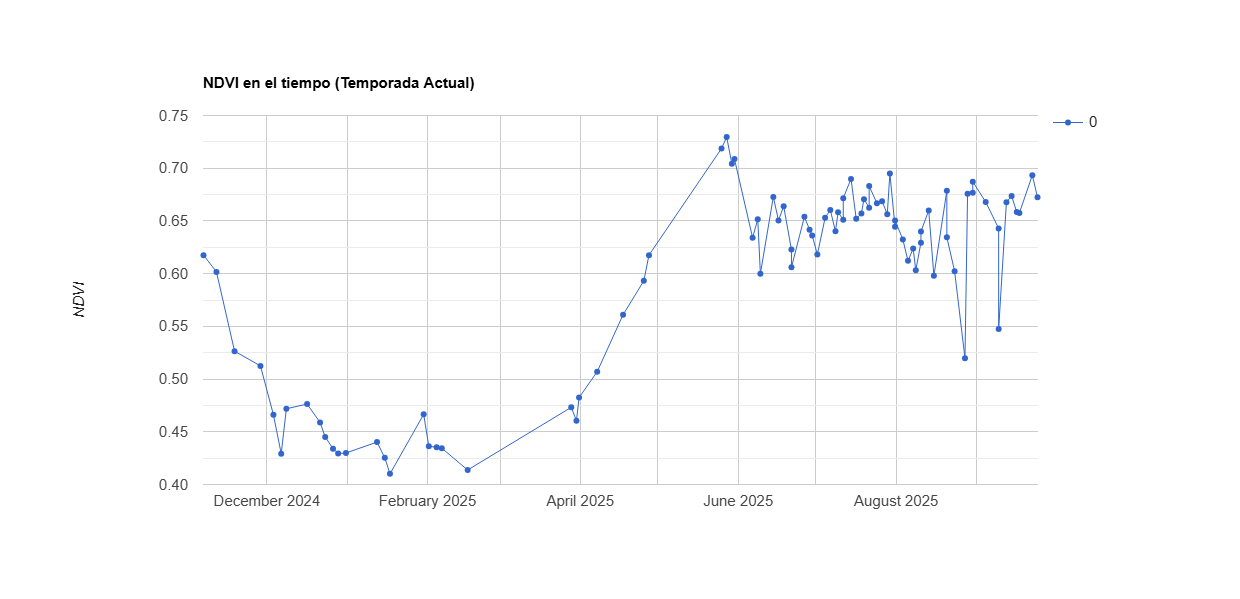 NDVI en el tiempo (Temporada Actual)
0.75
0.70
0.65
0.60
0.55
0.50
0.45
0.40
NDVI
December 2024
February 2025
April 2025
June 2025
August 2025
0